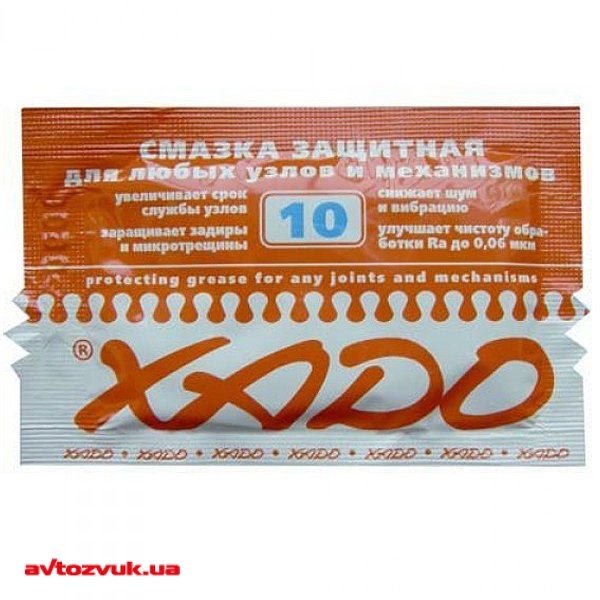 СМАЗКА ЗАЩИТНАЯ
для любых узлов и механизмов
увеличивает срок
службы узлов
заращивает задиры
и микротрещины
10
снижает шум
и вибрацию
улучшает чистоту обра-
ботки Ra до 0,06 мкм
protecting grease for any joints and mechanisms
® XADO
XADO • XADO • XADO • XADO • XADO • XADO • XADO
avtozvuk.ua